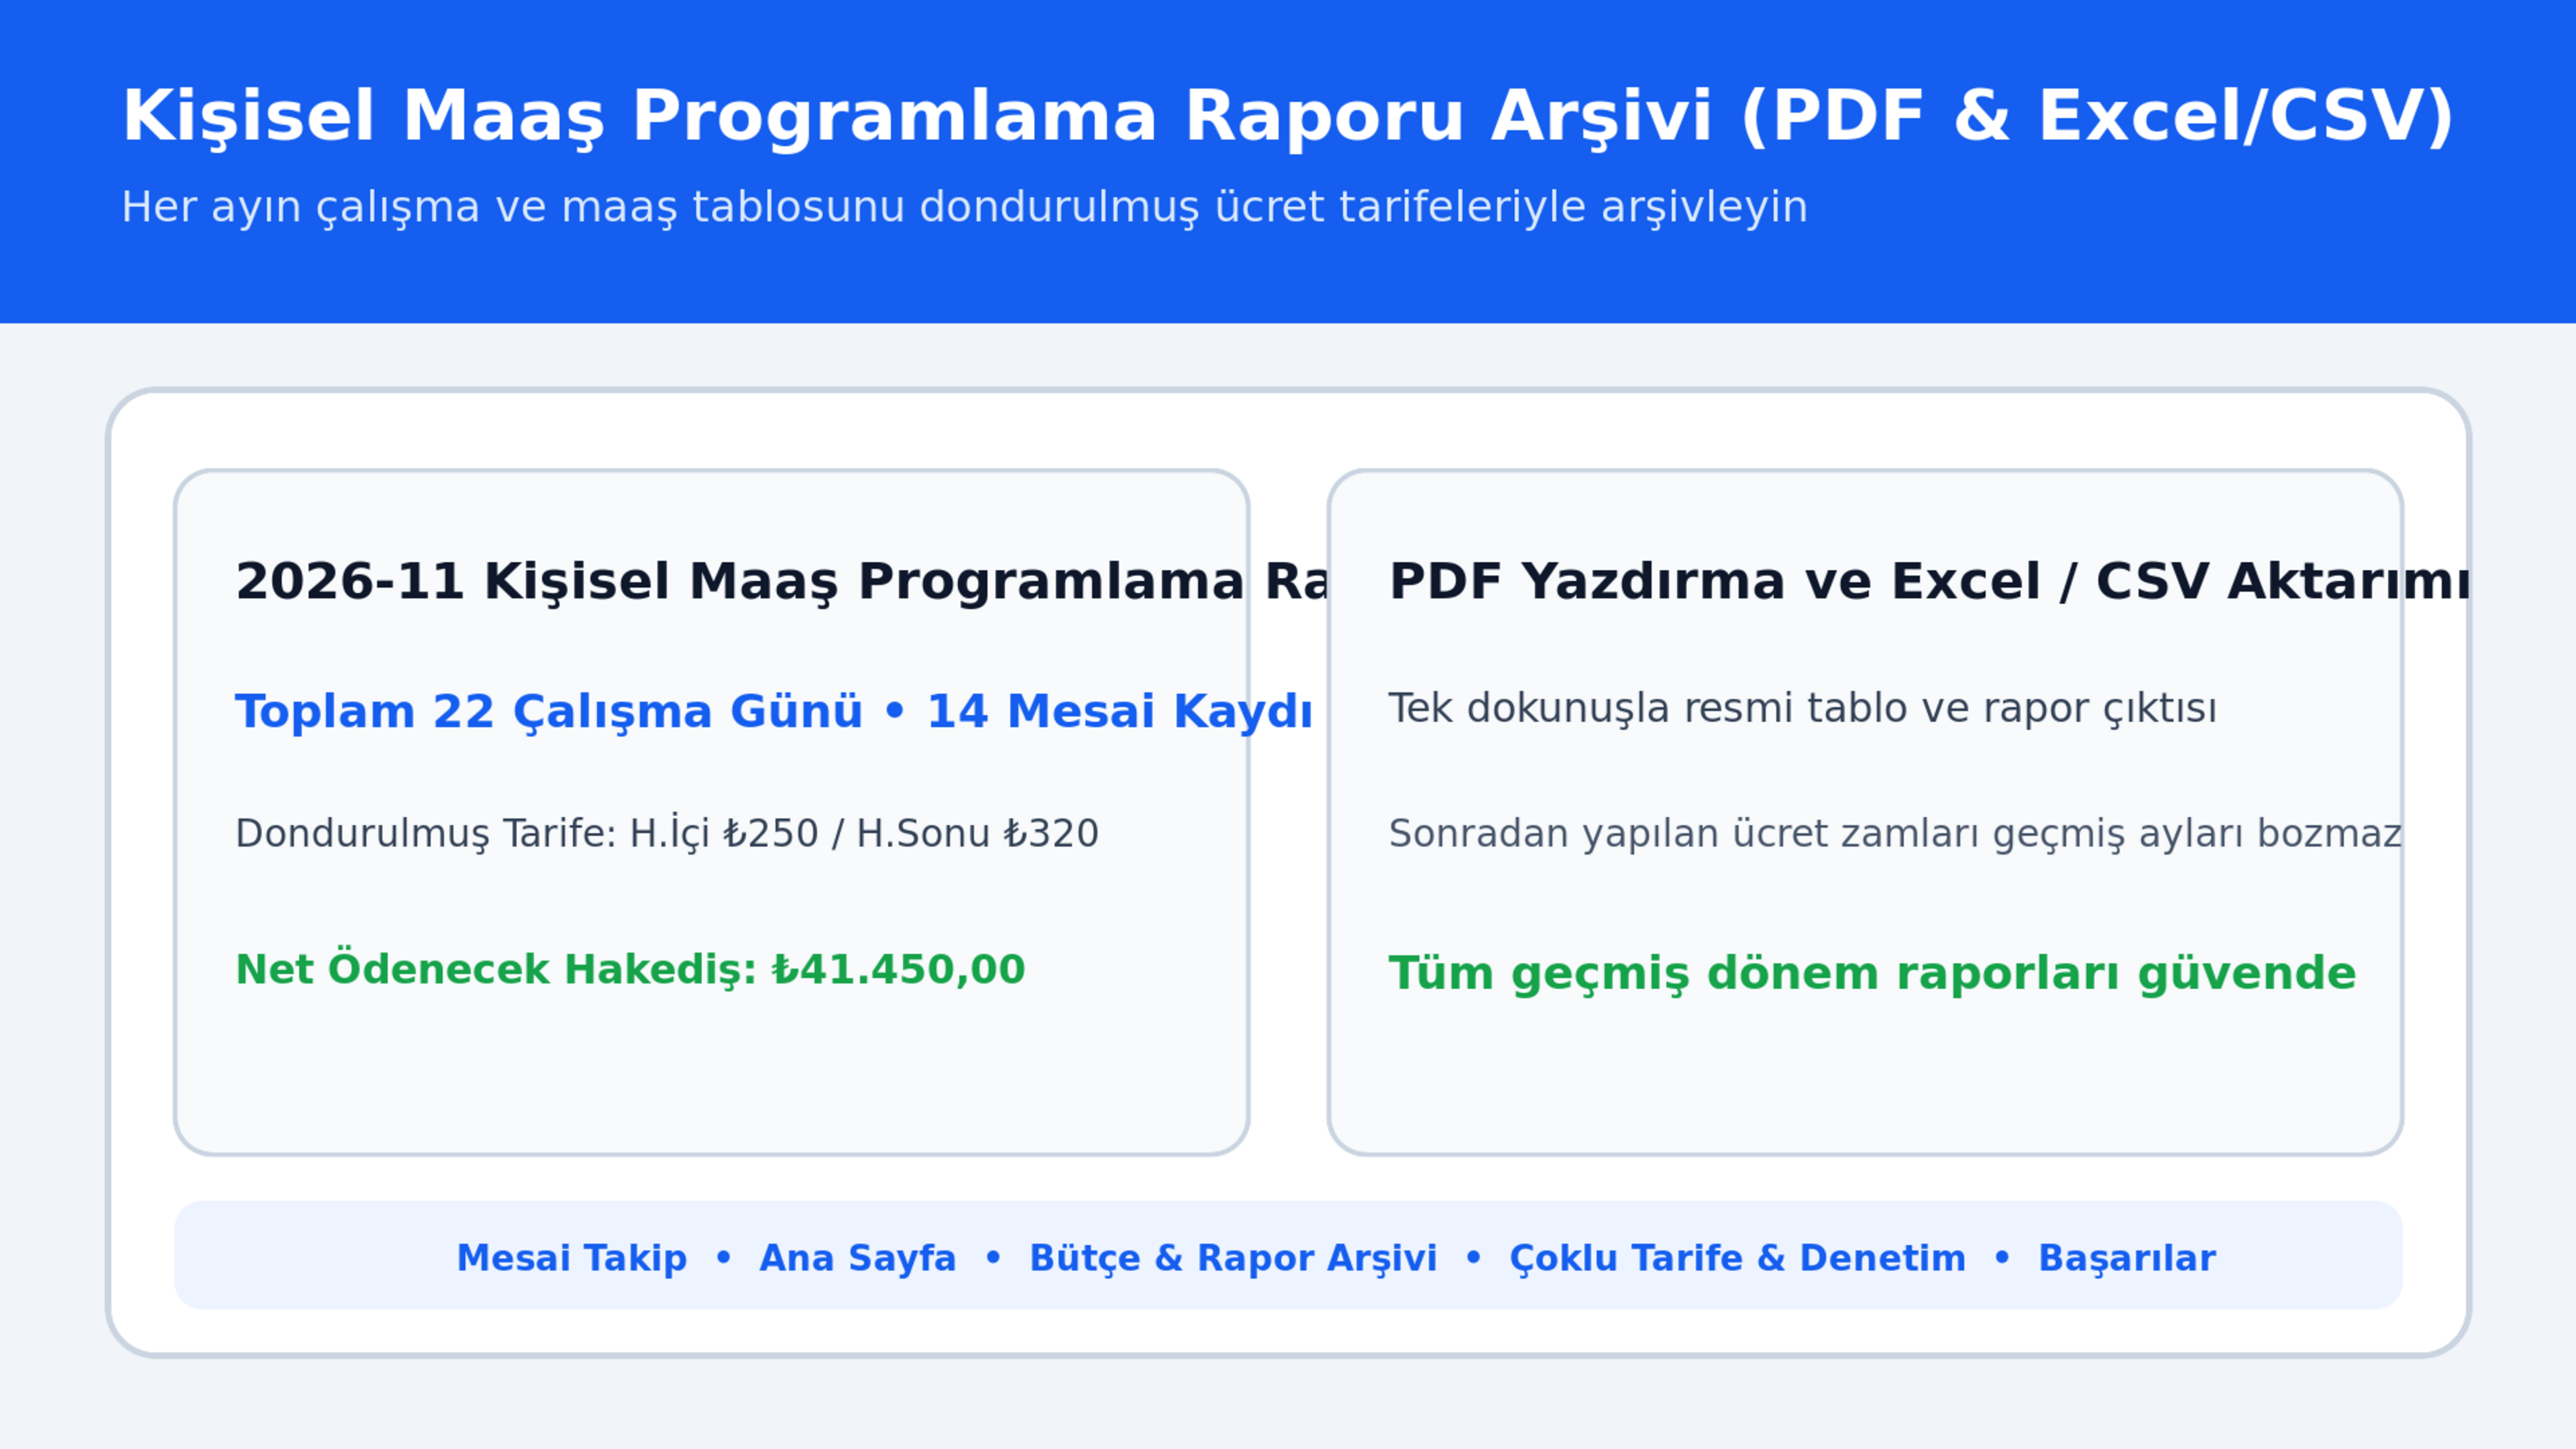 Kişisel Maaş Programlama Raporu Arşivi (PDF & Excel/CSV)
Her ayın çalışma ve maaş tablosunu dondurulmuş ücret tarifeleriyle arşivleyin
2026-11 Kişisel Maaş Programlama
Toplam 22 Çalışma Günü • 14 Mesai Kaydı
Dondurulmuş Tarife: H.İçi ₺250 / H.Sonu ₺320
Net Ödenecek Hakediş: ₺41.450,00
PDF Yazdırma ve Excel / CSV Aktarımı
Tek dokunuşla resmi tablo ve rapor çıktısı
Sonradan yapılan ücret zamları geçmiş ayları bozmaz
Tüm geçmiş dönem raporları güvende
Mesai Takip • Ana Sayfa • Bütçe & Rapor Arşivi • Çoklu Tarife & Denetim • Başarılar